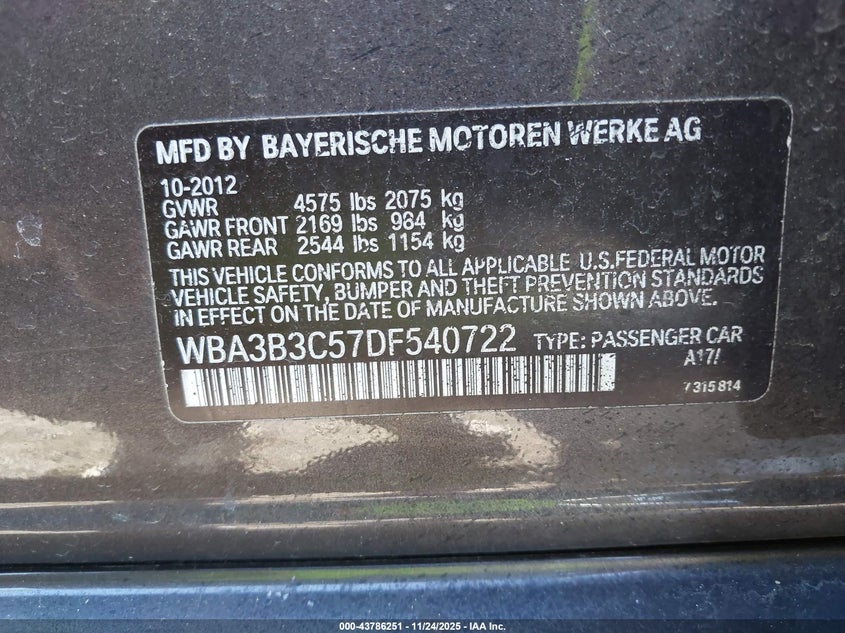 MFD BY BAYERISCHE MOTOREN WERKE AG
10-2012
GVWR 4575 lbs 2075 kg
GAWR FRONT 2169 lbs 984 kg
GAWR REAR 2544 lbs 1154 kg
THIS VEHICLE CONFORMS TO ALL APPLICABLE U.S.FEDERAL MOTOR
VEHICLE SAFETY, BUMPER AND THEFT PREVENTION STANDARDS
IN EFFECT ON THE DATE OF MANUFACTURE SHOWN ABOVE.
WBA3B3C57DF540722 TYPE: PASSENGER CAR
A17/
7315814
000-43786251 - 11/24/2025 - IAA Inc.